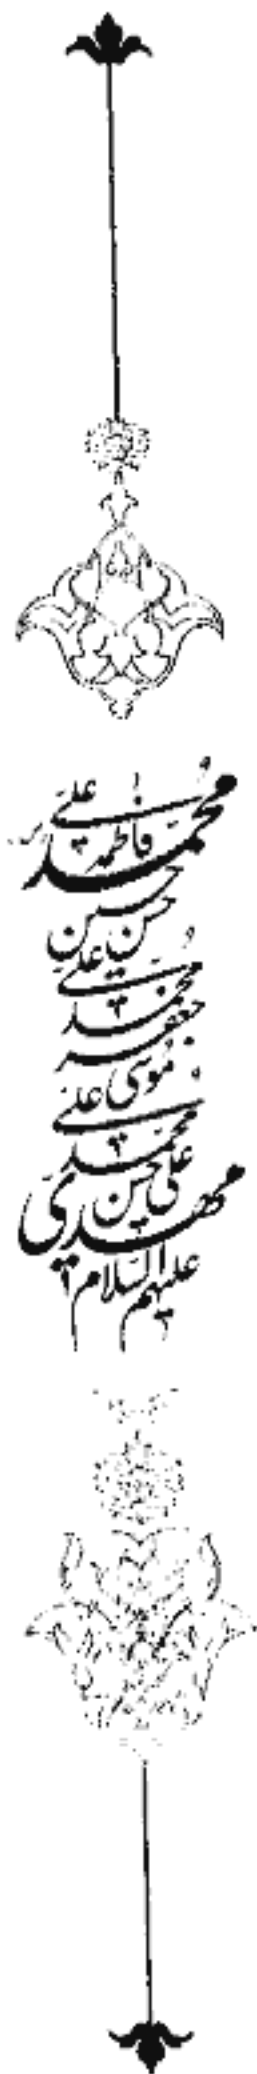 محمد علی فاطمه
حسن حسین
علی
محمد
جعفر
موسی علی
محمد
علی حسن
مهدی
علیهم السلام